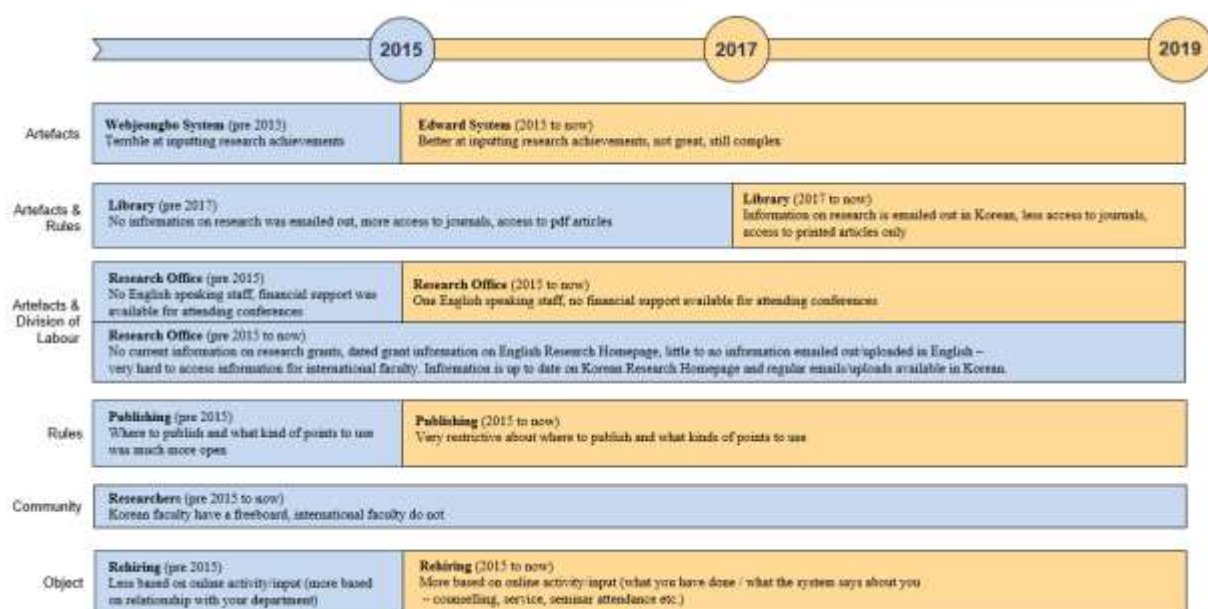 2015
2017
2019
Artefacts
Webjeongbo System (pre 2015)
Terrible at inputting research achievements
Edward System (2015 to now)
Better at inputting research achievements, not great, still complex
Artefacts &
Rules
Library (pre 2017)
No information on research was emailed out, more access to journals, access to pdf articles
Library (2017 to now)
Information on research is emailed out in Korean, less access to journals,
access to printed articles only
Artefacts &
Division of
Labour
Research Office (pre 2015)
No English speaking staff, financial support was
available for attending conferences
Research Office (2015 to now)
One English speaking staff, no financial support available for attending conferences
Research Office (pre 2015 to now)
No current information on research grants, dated grant information on English Research Homepage, little to no information emailed out/uploaded in English –
very hard to access information for international faculty. Information is up to date on Korean Research Homepage and regular emails/uploads available in Korean.
Rules
Publishing (pre 2015)
Where to publish and what kind of points to use
was much more open
Publishing (2015 to now)
Very restrictive about where to publish and what kinds of points to use
Community
Researchers (pre 2015 to now)
Korean faculty have a freeboard, international faculty do not
Object
Rehiring (pre 2015)
Less based on online activity/input (more based
on relationship with your department)
Rehiring (2015 to now)
More based on online activity/input (what you have done / what the system says about you
– counselling, service, seminar attendance etc.)